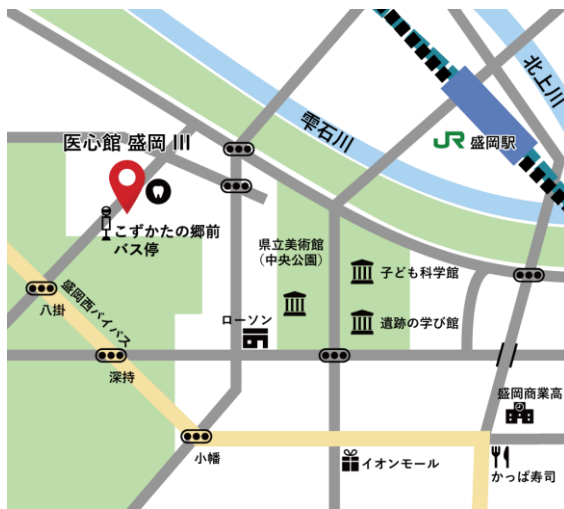 北上川
雫石川
JR 盛岡駅
医心館 盛岡 III
こずかたの郷前
バス停
県立美術館
（中央公園）
子ども科学館
盛岡西バイパス
八掛
ローソン
遺跡の学び館
深持
盛岡商業高
小幡
イオンモール
かっぱ寿司